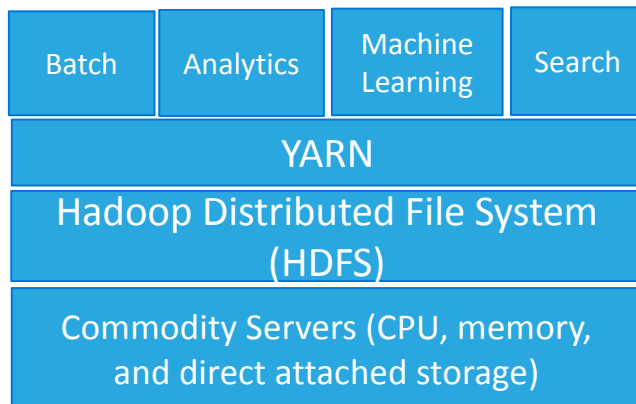 Batch
Analytics
Machine
Learning
Search
YARN
Hadoop Distributed File System
(HDFS)
Commodity Servers (CPU, memory,
and direct attached storage)